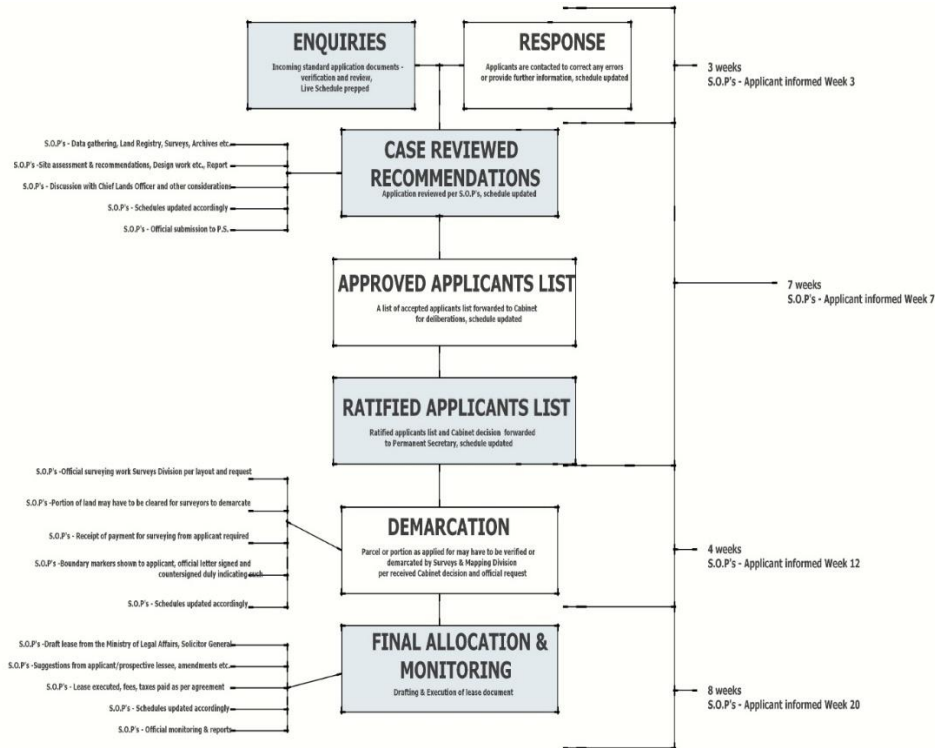 ENQUIRIES
Incoming standard application documents -
verification and review,
Live Schedule prepped
RESPONSE
Applicants are contacted to correct any errors
or provide further information, schedule updated
3 weeks
S.O.P's - Applicant informed Week 3
S.O.P's - Data gathering, Land Registry, Surveys, Archives etc.
S.O.P's -Site assessment & recommendations, Design work etc., Report
S.O.P's - Discussion with Chief Lands Officer and other considerations
S.O.P's - Schedules updated accordingly
S.O.P's - Official submission to P.S.
CASE REVIEWED
RECOMMENDATIONS
Application reviewed per S.O.P's, schedule updated
APPROVED APPLICANTS LIST
A list of accepted applicants list forwarded to Cabinet
for deliberations, schedule updated
7 weeks
S.O.P's - Applicant informed Week 7
RATIFIED APPLICANTS LIST
Ratified applicants list and Cabinet decision forwarded
to Permanent Secretary, schedule updated
S.O.P's -Official surveying work Surveys Division per layout and request
S.O.P's -Portion of land may have to be cleared for surveyors to demarcate
S.O.P's - Receipt of payment for surveying from applicant required
S.O.P's -Boundary markers shown to applicant, official letter signed and
countersigned duly indicating such
S.O.P's - Schedules updated accordingly
DEMARCATION
Parcel or portion as applied for may have to be verified or
demarcated by Surveys & Mapping Division
per received Cabinet decision and official request
4 weeks
S.O.P's - Applicant informed Week 12
S.O.P's -Draft lease from the Ministry of Legal Affairs, Solicitor General
S.O.P's -Suggestions from applicant/prospective lessee, amendments etc.
S.O.P's - Lease executed, fees, taxes paid as per agreement
S.O.P's - Schedules updated accordingly
S.O.P's - Official monitoring & reports
FINAL ALLOCATION &
MONITORING
Drafting & Execution of lease document
8 weeks
S.O.P's - Applicant informed Week 20